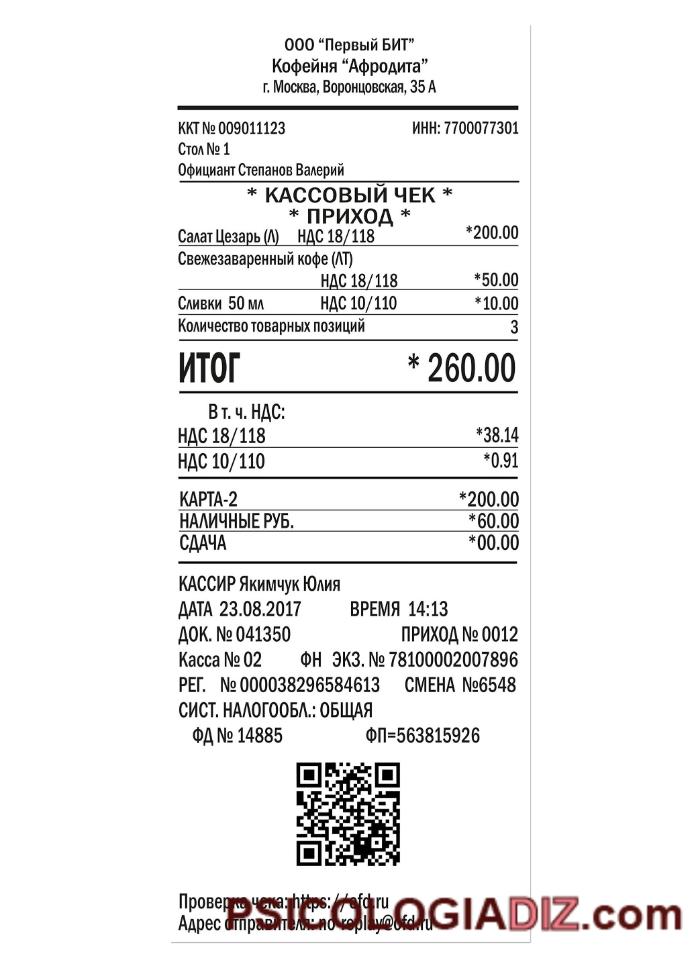 ООО “Первый БИТ”
Кофейня “Афродита”
г. Москва, Воронцовская, 35 А
ККТ № 009011123 ИНН: 7700077301
Стол № 1
Официант Степанов Валерий
* КАССОВЫЙ ЧЕК *
* ПРИХОД *
Салат Цезарь (Л) НДС 18/118 *200.00
Свежезаваренный кофе (ЛТ)
НДС 18/118 *50.00
Сливки 50 мл НДС 10/110 *10.00
Количество товарных позиций 3
ИТОГ * 260.00
В т. ч. НДС:
НДС 18/118 *38.14
НДС 10/110 *0.91
КАРТА-2 *200.00
НАЛИЧНЫЕ РУБ. *60.00
СДАЧА *00.00
КАССИР Якимчук Юлия
ДАТА 23.08.2017 ВРЕМЯ 14:13
ДОК. № 041350 ПРИХОД № 0012
Касса № 02 ФН ЭКЗ. № 78100002007896
РЕГ. № 000038296584613 СМЕНА №6548
СИСТ. НАЛОГООБЛ.: ОБЩАЯ
ФД № 14885 ФП=563815926
Проверка чека: https://ofd.ru
Адрес отправителя: no-replay@ofd.ru
PSICOLOGIADIZ.com